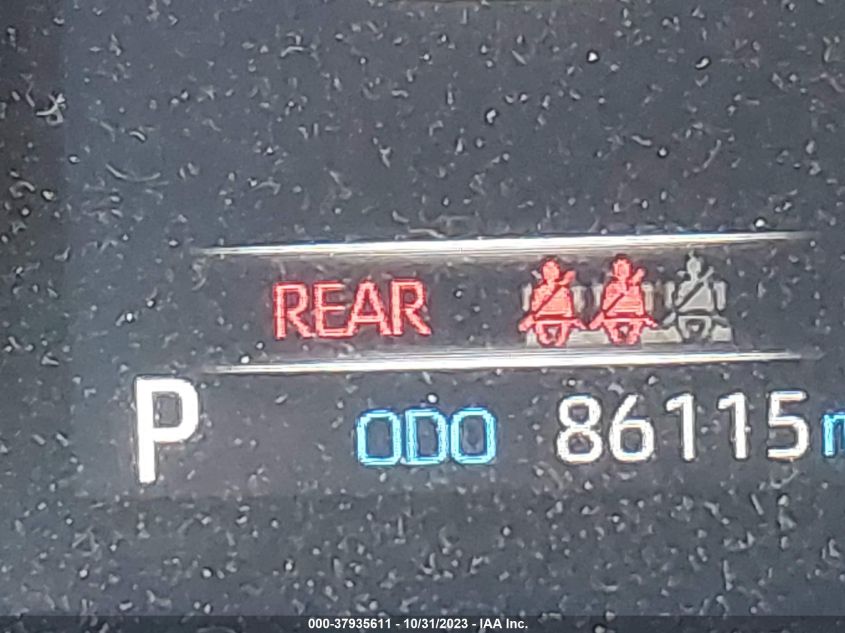 REAR
P ODO 86115
000-37935611 - 10/31/2023 - IAA Inc.